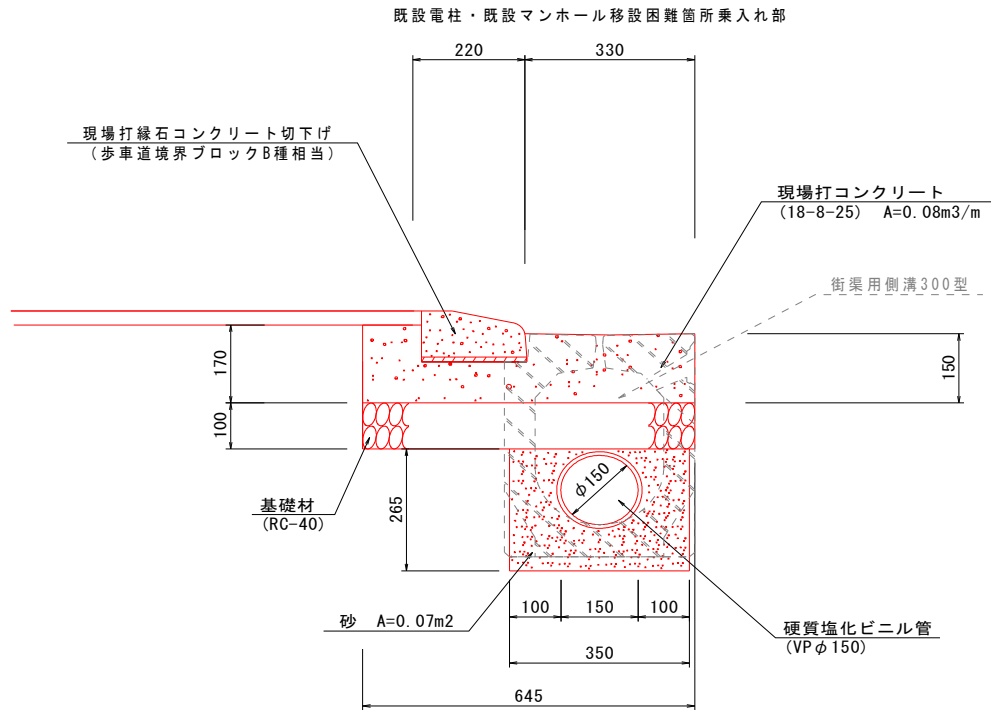 既設電柱・既設マンホール移設困難箇所乗入れ部
220
330
現場打縁石コンクリート切下げ
(歩車道境界ブロックB種相当)
現場打コンクリート
(18-8-25) A=0.08m3/m
街渠用側溝300型
170
150
100
基礎材
(RC-40)
265
φ150
砂 A=0.07m2
100
150
100
350
硬質塩化ビニル管
(VPφ150)
645